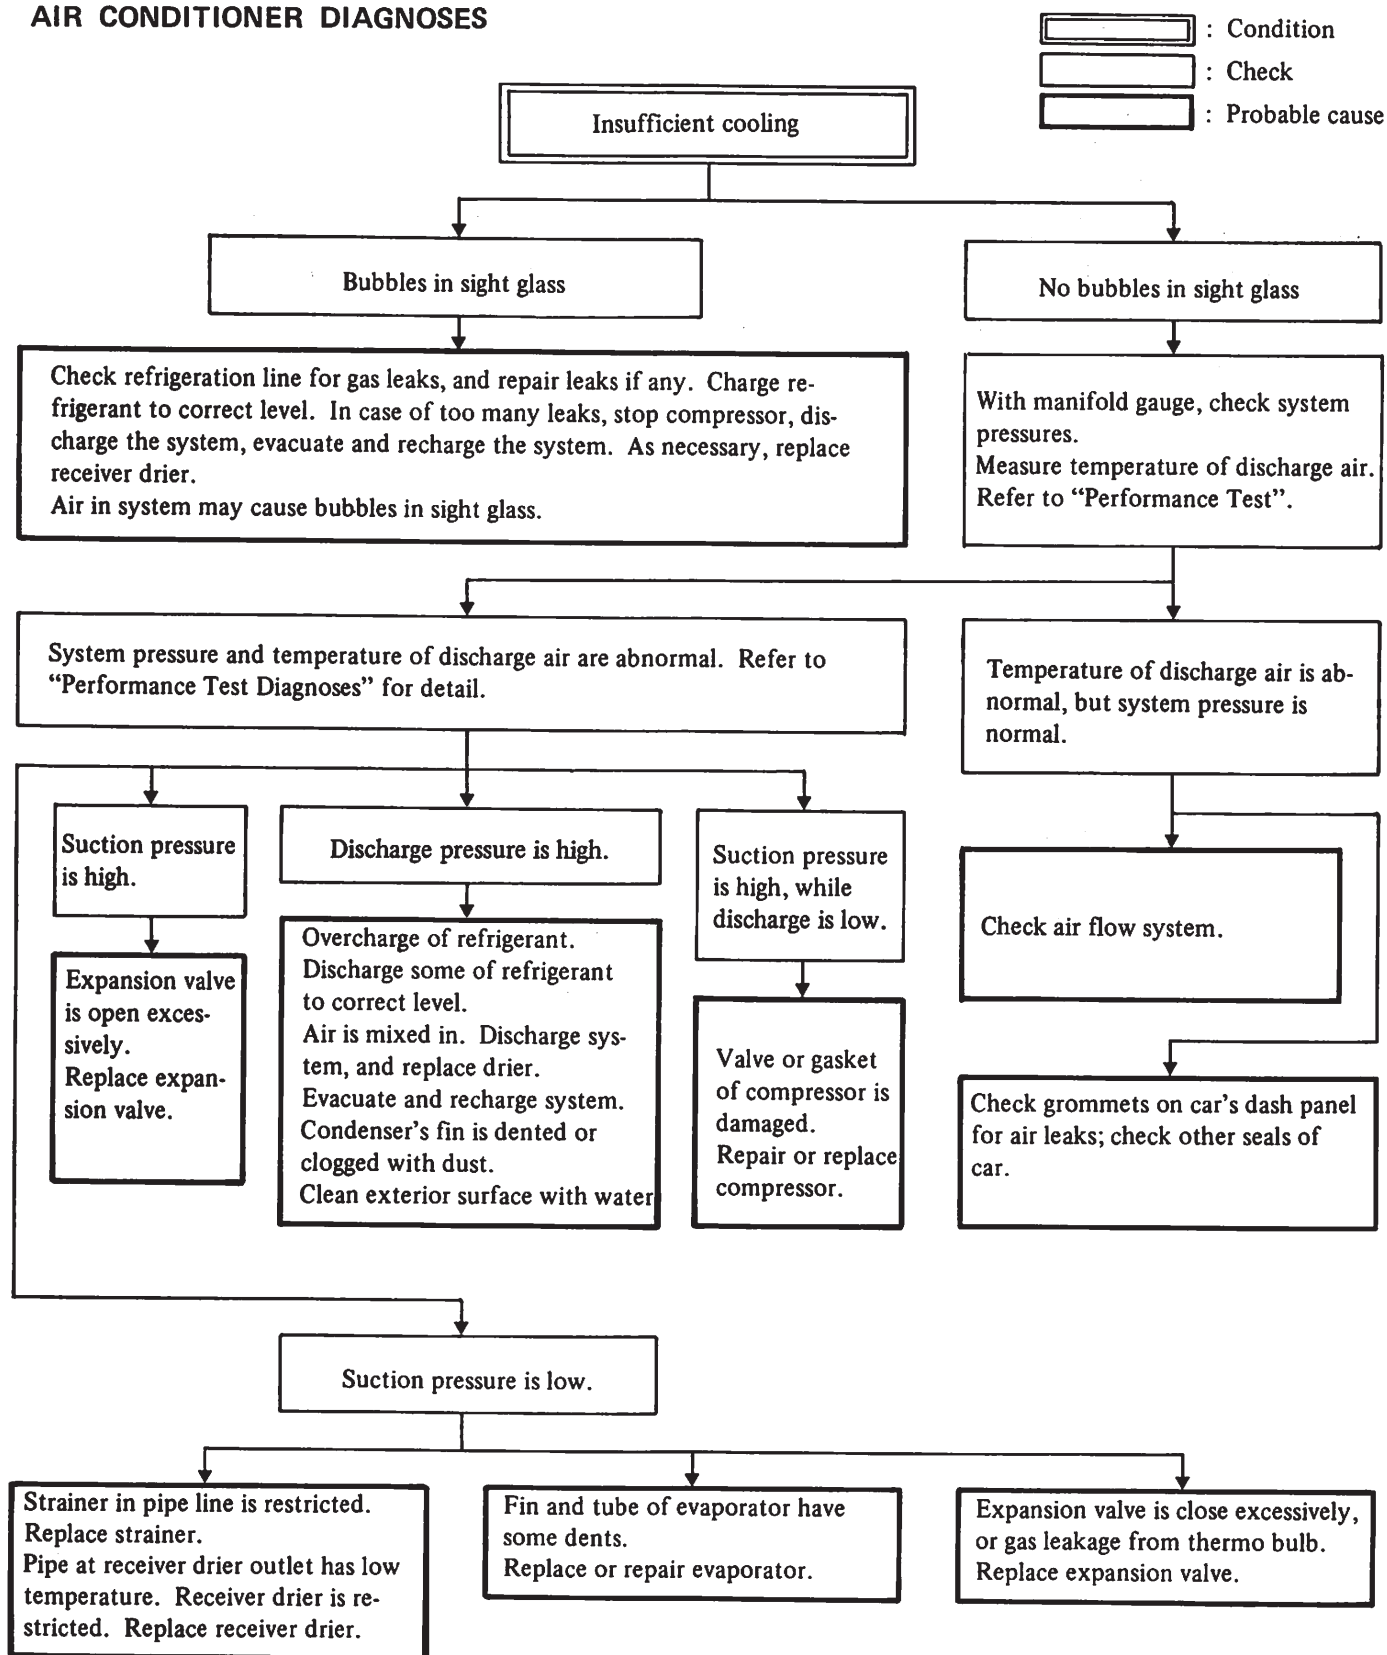 AIR CONDITIONER DIAGNOSES
: Condition
: Check
: Probable cause
Insufficient cooling
Bubbles in sight glass
No bubbles in sight glass
Check refrigeration line for gas leaks, and repair leaks if any. Charge re-
frigerant to correct level. In case of too many leaks, stop compressor, dis-
charge the system, evacuate and recharge the system. As necessary, replace
receiver drier.
Air in system may cause bubbles in sight glass.
With manifold gauge, check system
pressures.
Measure temperature of discharge air.
Refer to “Performance Test”.
System pressure and temperature of discharge air are abnormal. Refer to
“Performance Test Diagnoses” for detail.
Temperature of discharge air is ab-
normal, but system pressure is
normal.
Suction pressure
is high.
Discharge pressure is high.
Suction pressure
is high, while
discharge is low.
Expansion valve
is open exces-
sively.
Replace expan-
sion valve.
Overcharge of refrigerant.
Discharge some of refrigerant
to correct level.
Air is mixed in. Discharge sys-
tem, and replace drier.
Evacuate and recharge system.
Condenser’s fin is dented or
clogged with dust.
Clean exterior surface with water
Valve or gasket
of compressor is
damaged.
Repair or replace
compressor.
Check air flow system.
Check grommets on car’s dash panel
for air leaks; check other seals of
car.
Suction pressure is low.
Strainer in pipe line is restricted.
Replace strainer.
Pipe at receiver drier outlet has low
temperature. Receiver drier is re-
stricted. Replace receiver drier.
Fin and tube of evaporator have
some dents.
Replace or repair evaporator.
Expansion valve is close excessively,
or gas leakage from thermo bulb.
Replace expansion valve.